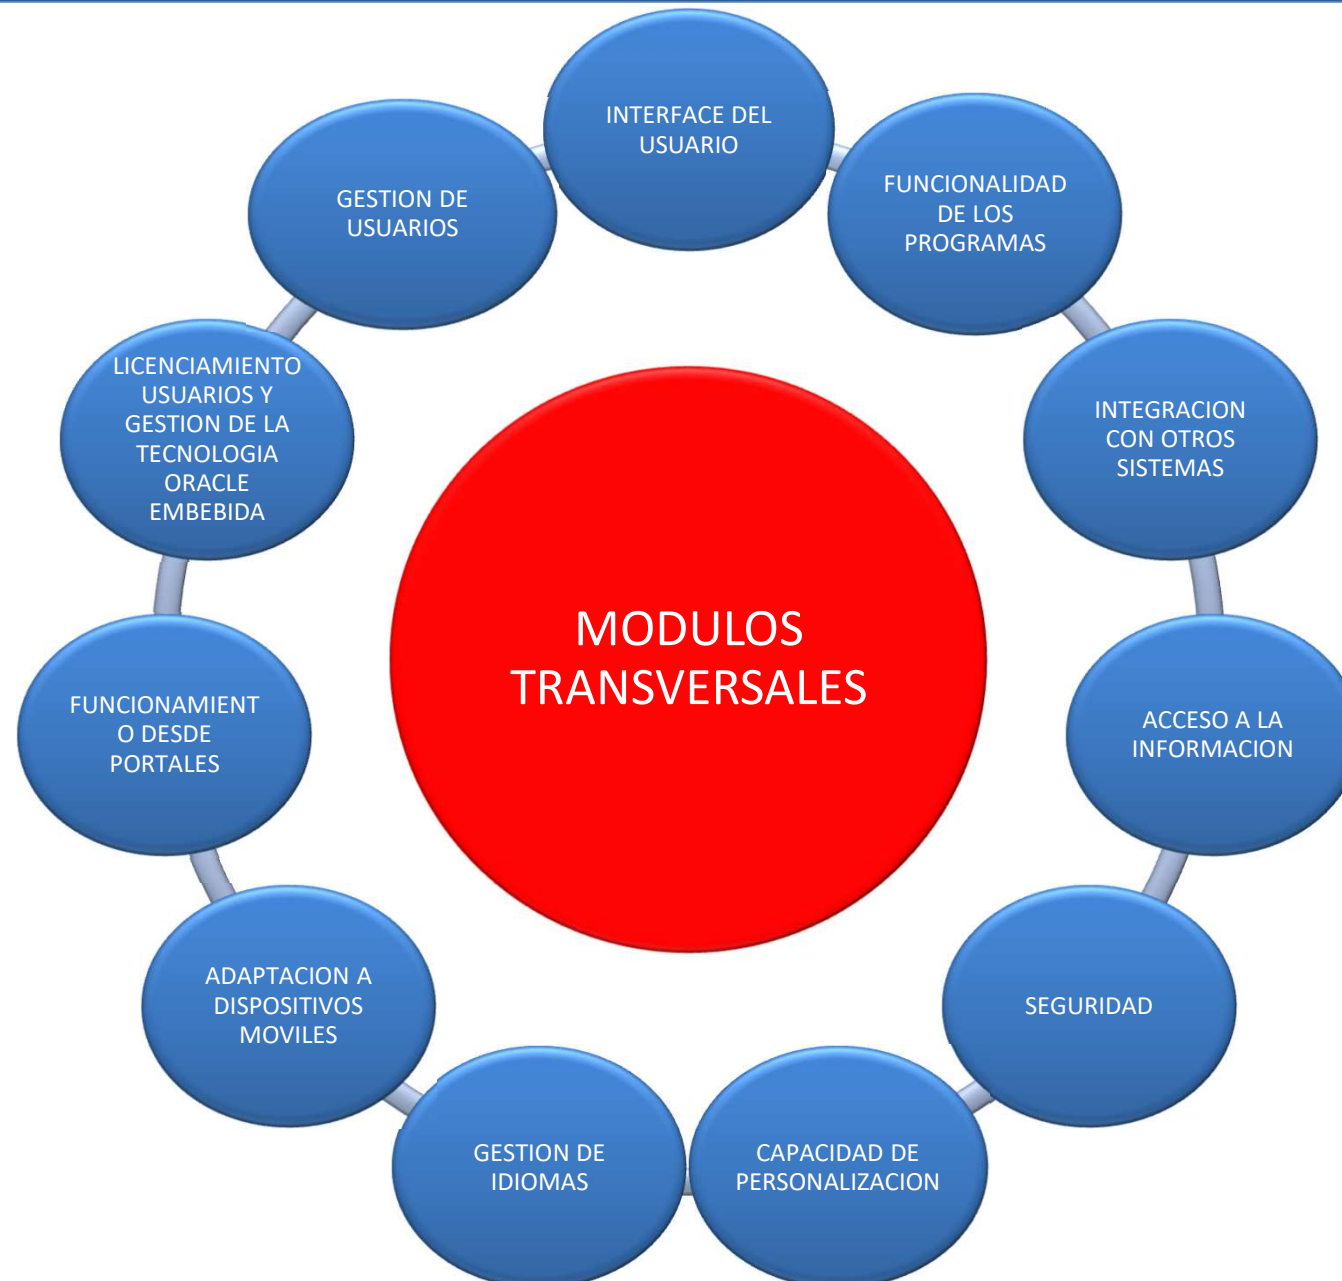 INTERFACE DEL
USUARIO
FUNCIONALIDAD
DE LOS
PROGRAMAS
INTEGRACION
CON OTROS
SISTEMAS
ACCESO A LA
INFORMACION
SEGURIDAD
CAPACIDAD DE
PERSONALIZACION
GESTION DE
IDIOMAS
ADAPTACION A
DISPOSITIVOS
MOVILES
FUNCIONAMIENT
O DESDE
PORTALES
LICENCIAMIENTO
USUARIOS Y
GESTION DE LA
TECNOLOGIA
ORACLE
EMBEBIDA
GESTION DE
USUARIOS
MODULOS
TRANSVERSALES